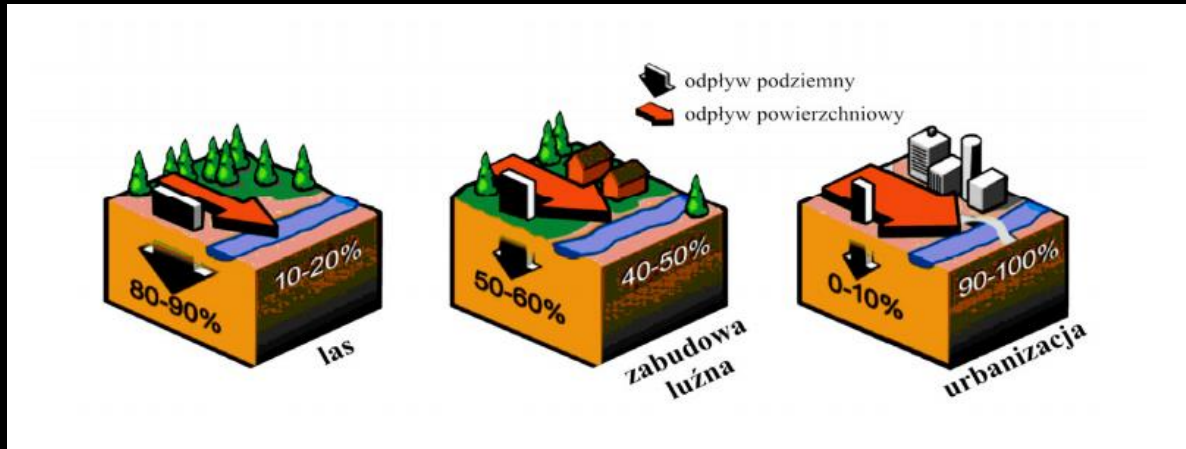 odpływ podziemny
odpływ powierzchniowy
80-90%
10-20%
las
50-60%
40-50%
zabudowa
luźna
0-10%
90-100%
urbanizacja